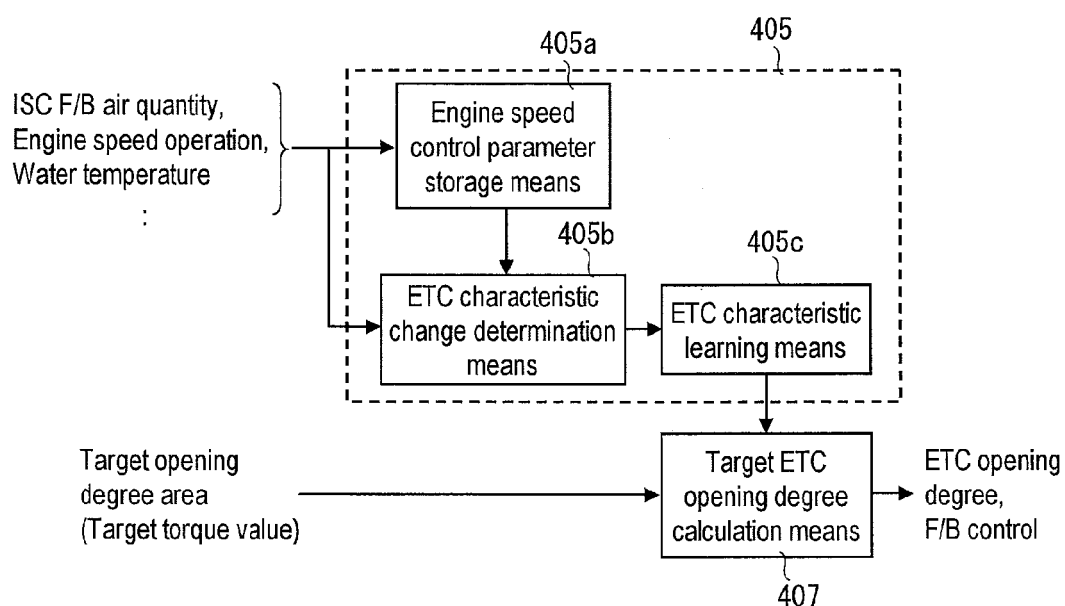 405a
405
ISC F/B air quantity,
Engine speed operation,
Water temperature
:
Engine speed
control parameter
storage means
405b
405c
ETC characteristic
change determination
means
ETC characteristic
learning means
Target opening
degree area
(Target torque value)
Target ETC
opening degree
calculation means
ETC opening
degree,
F/B control
407